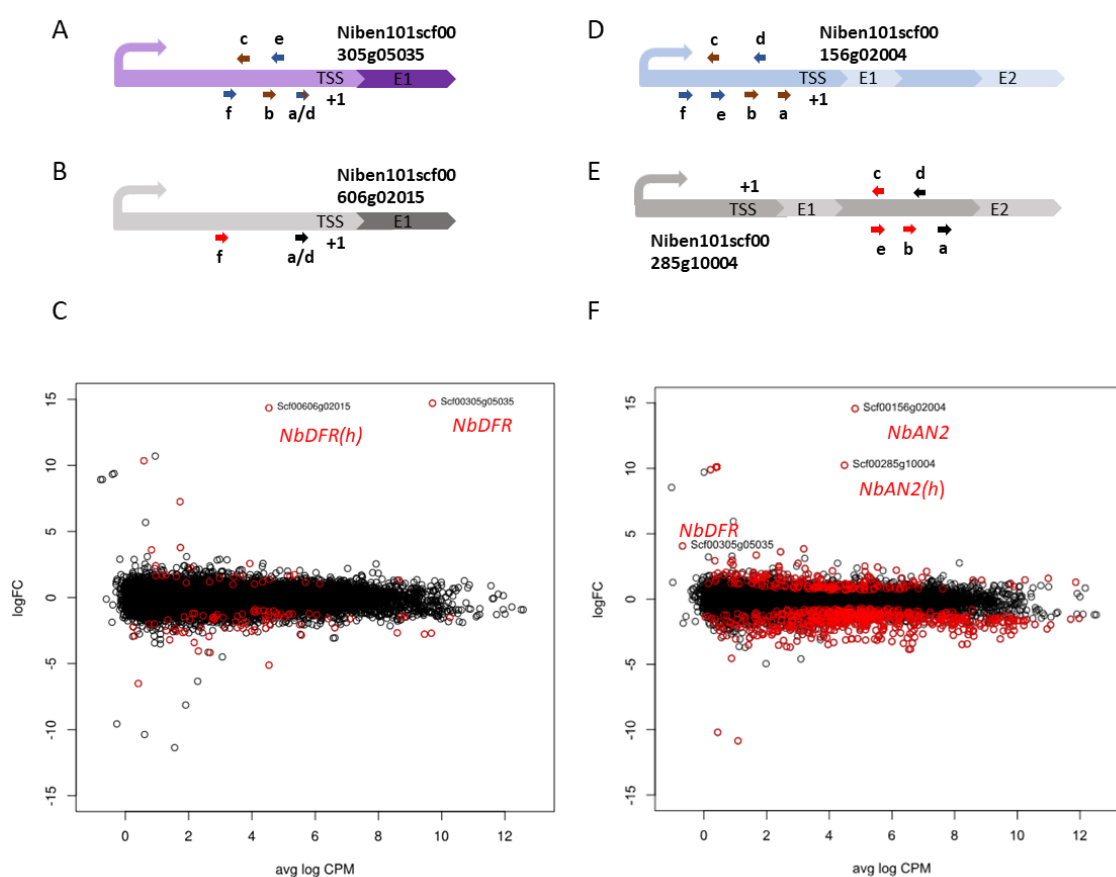 A
c
e
Niben101scf00
305g05035
TSS
E1
+1
f
b
a/d
B
Niben101scf00
606g02015
TSS
E1
+1
f
a/d
C
15
10
5
0
-5
-10
-15
logFC
Scf00606g02015
Scf00305g05035
NbDFR(h)
NbDFR
0
2
4
6
8
10
12
avg log CPM
D
c
d
Niben101scf00
156g02004
TSS
E1
E2
+1
f
e
b
a
E
c
d
+1
TSS
E1
E2
Niben101scf00
285g10004
e
b
a
F
15
10
5
0
-5
-10
-15
logFC
Scf00156g02004
NbAN2
Scf00285g10004
NbAN2(h)
NbDFR
Scf00305g05035
0
2
4
6
8
10
12
avg log CPM